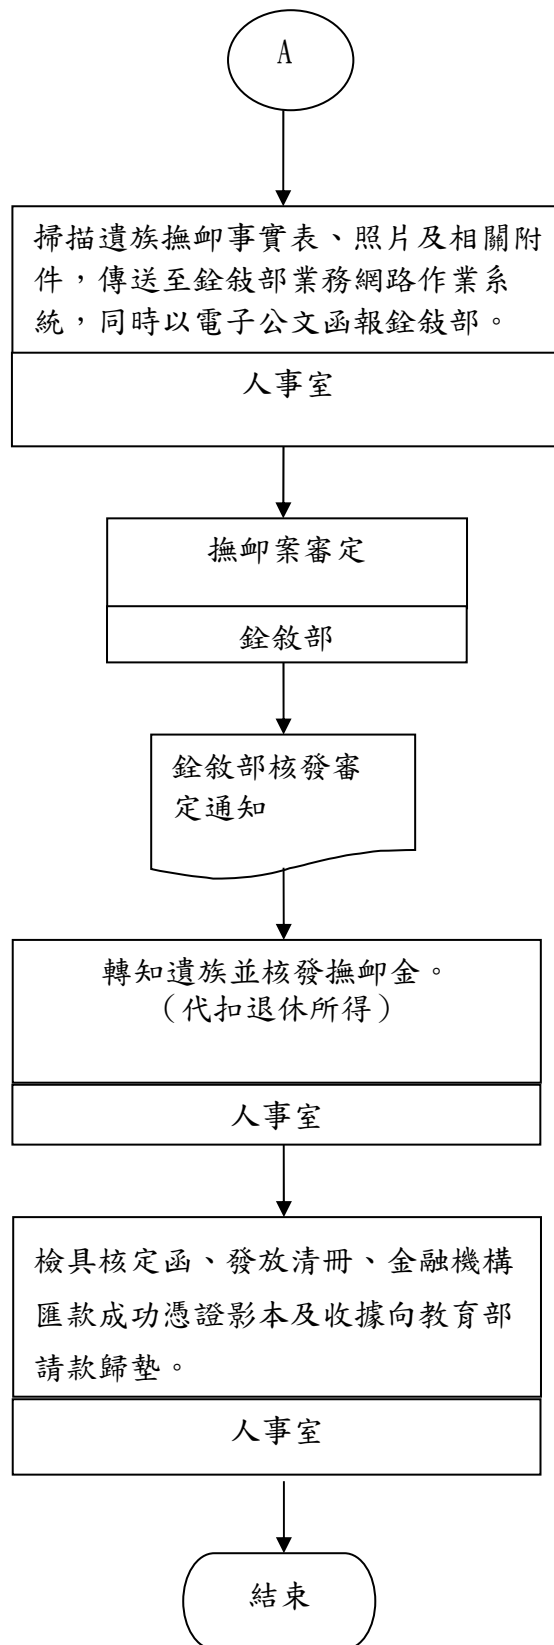 A
掃描遺族撫卹事實表、照片及相關附
件，傳送至銓敍部業務網路作業系
統，同時以電子公文函報銓敍部。
人事室
撫卹案審定
銓敘部
銓敘部核發審
定通知
轉知遺族並核發撫卹金。
（代扣退休所得）
人事室
檢具核定函、發放清冊、金融機構
匯款成功憑證影本及收據向教育部
請款歸墊。
人事室
結束